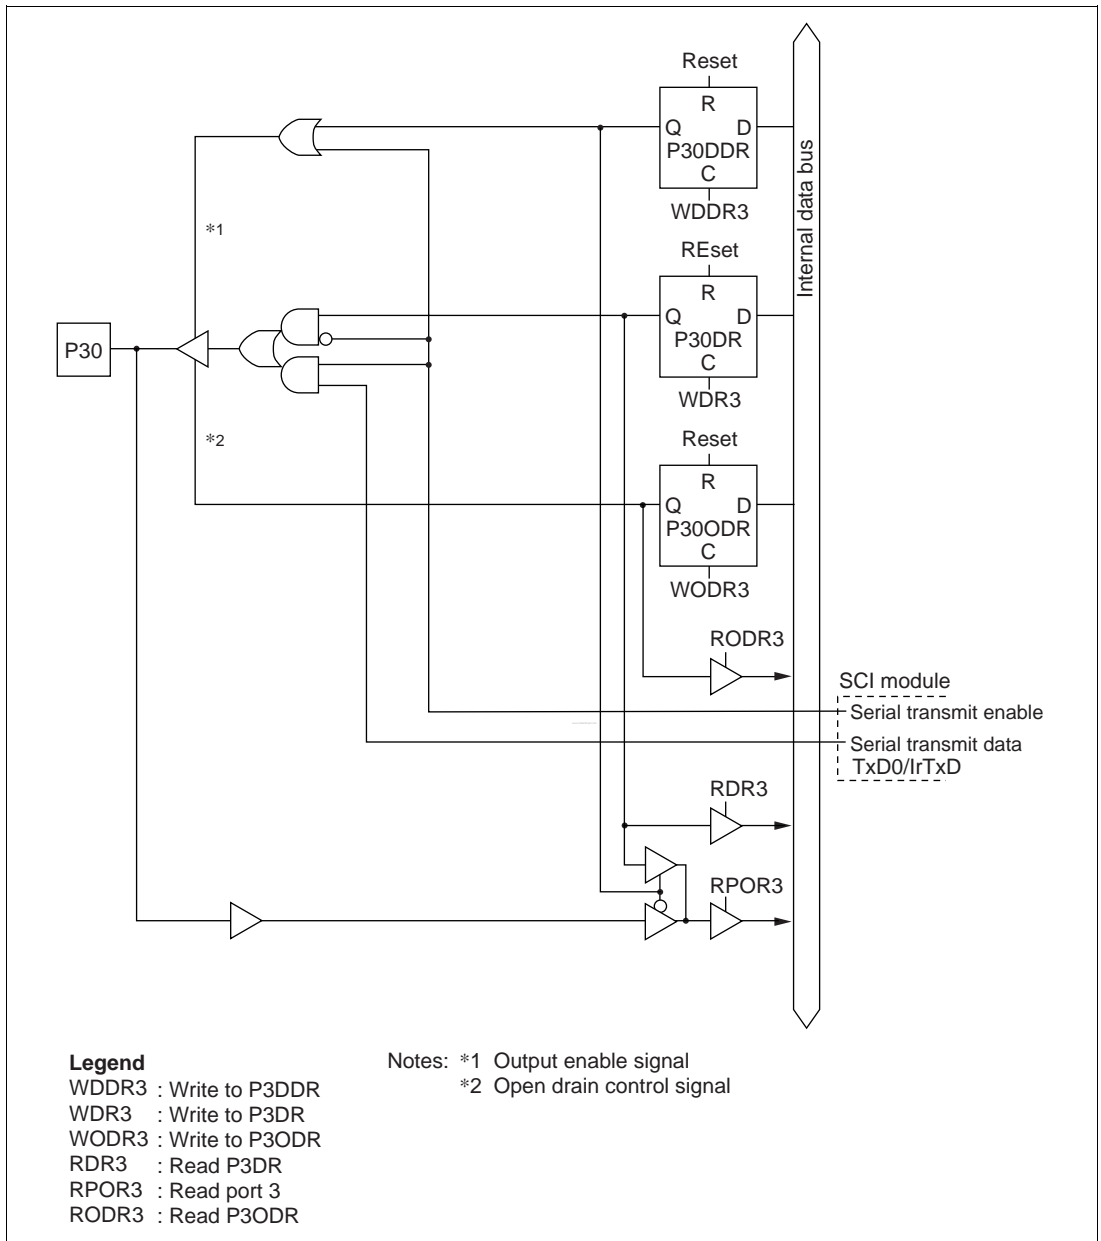 Reset
R
Q D
P30DDR
C
WDDR3
Internal data bus
*1
REset
R
Q D
P30DR
C
WDR3
P30
*2
Reset
R
Q D
P30ODR
C
WODR3
RODR3
SCI module
Serial transmit enable
Serial transmit data
TxD0/IrTxD
RDR3
RPOR3
Legend
WDDR3 : Write to P3DDR
WDR3 : Write to P3DR
WODR3 : Write to P3ODR
RDR3 : Read P3DR
RPOR3 : Read port 3
RODR3 : Read P3ODR
Notes: *1 Output enable signal
*2 Open drain control signal